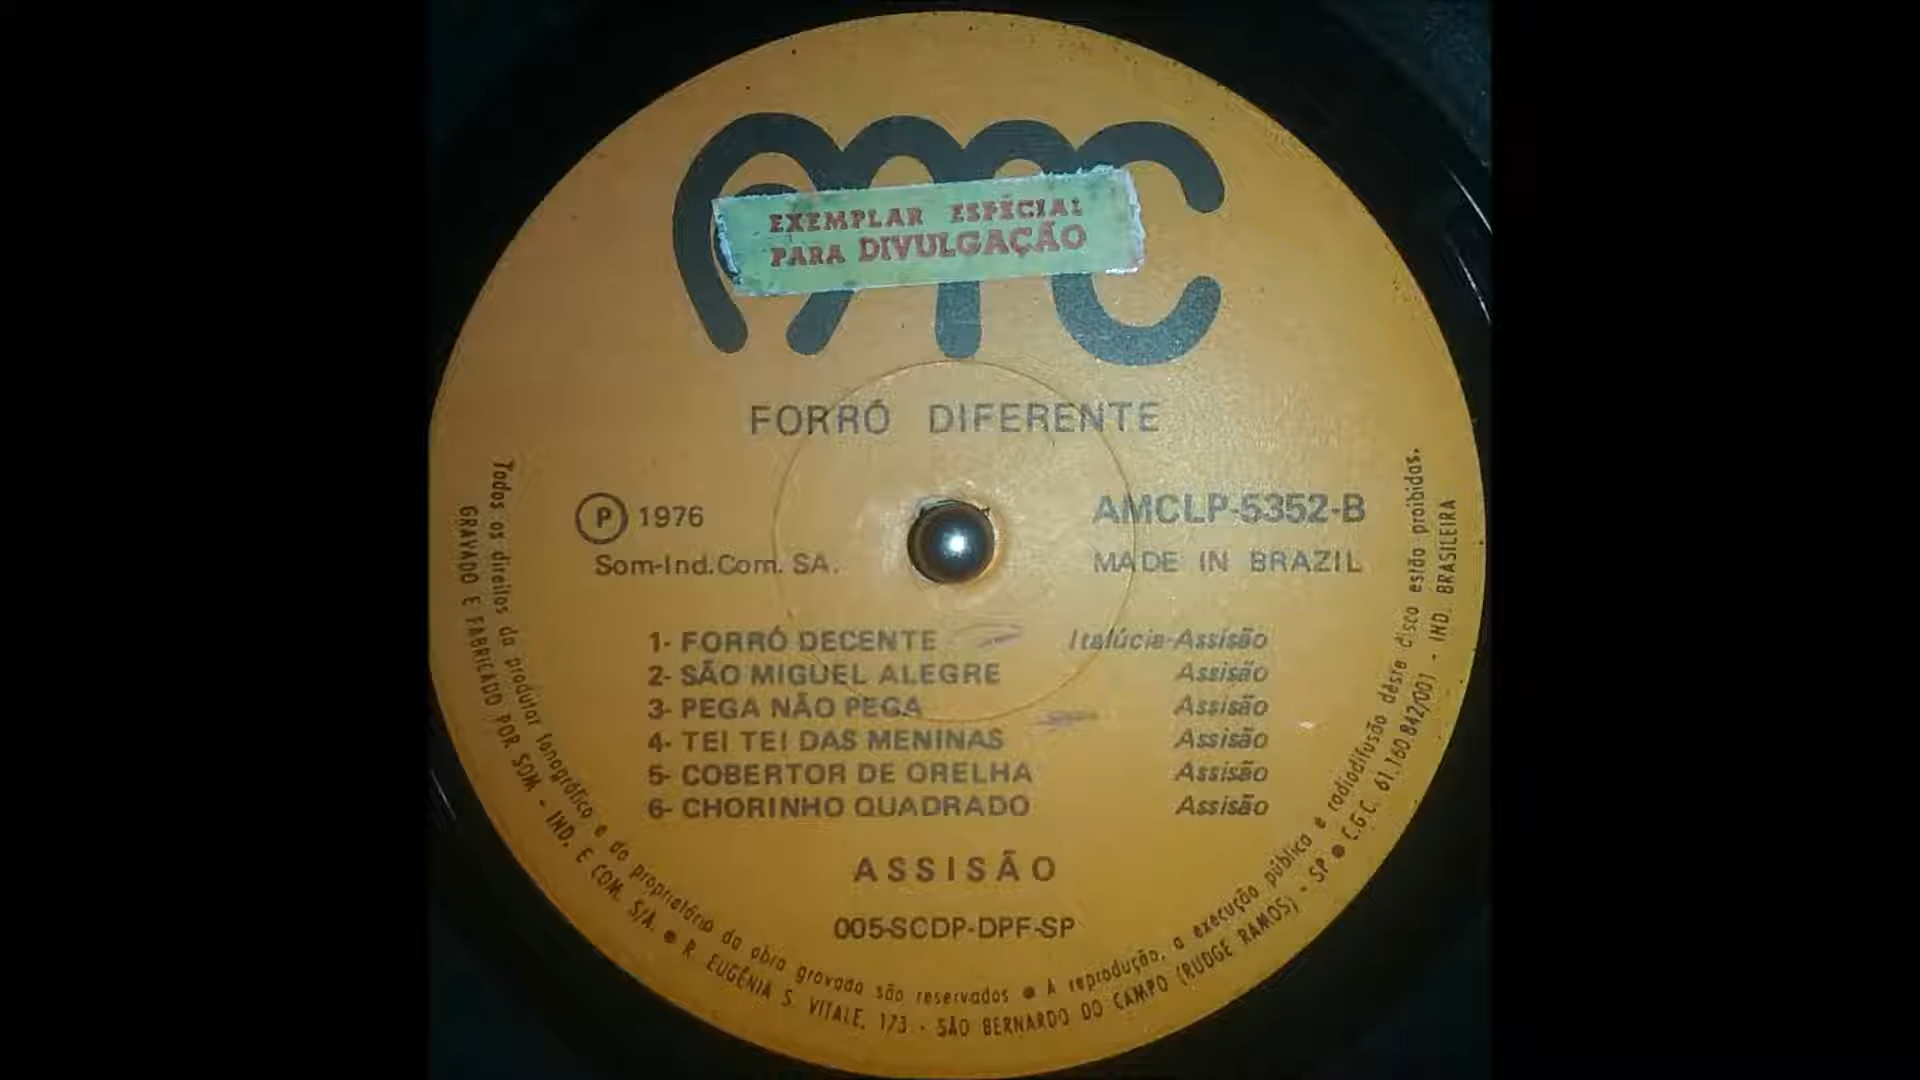 AMC
EXEMPLAR ESPECIAL
PARA DIVULGAÇÃO
FORRÓ DIFERENTE
Ⓟ 1976
Som-Ind.Com. SA.
AMCLP-5352-B
MADE IN BRAZIL
1- FORRÓ DECENTE Italúcia-Assisão
2- SÃO MIGUEL ALEGRE Assisão
3- PEGA NÃO PEGA Assisão
4- TEI TEI DAS MENINAS Assisão
5- COBERTOR DE ORELHA Assisão
6- CHORINHO QUADRADO Assisão
ASSISÃO
005-SCDP-DPF-SP
Todos os direitos do produtor fonográfico e do proprietário da obra gravada são reservados ● A reprodução, a execução pública e radiodifusão dêste disco estão proibidas.
GRAVADO E FABRICADO POR SOM - IND. E COM. S/A. ● R. EUGÊNIA S. VITALE, 173 - SÃO BERNARDO DO CAMPO (RUDGE RAMOS) - SP ● C.G.C. 61.160.842/001 - IND. BRASILEIRA